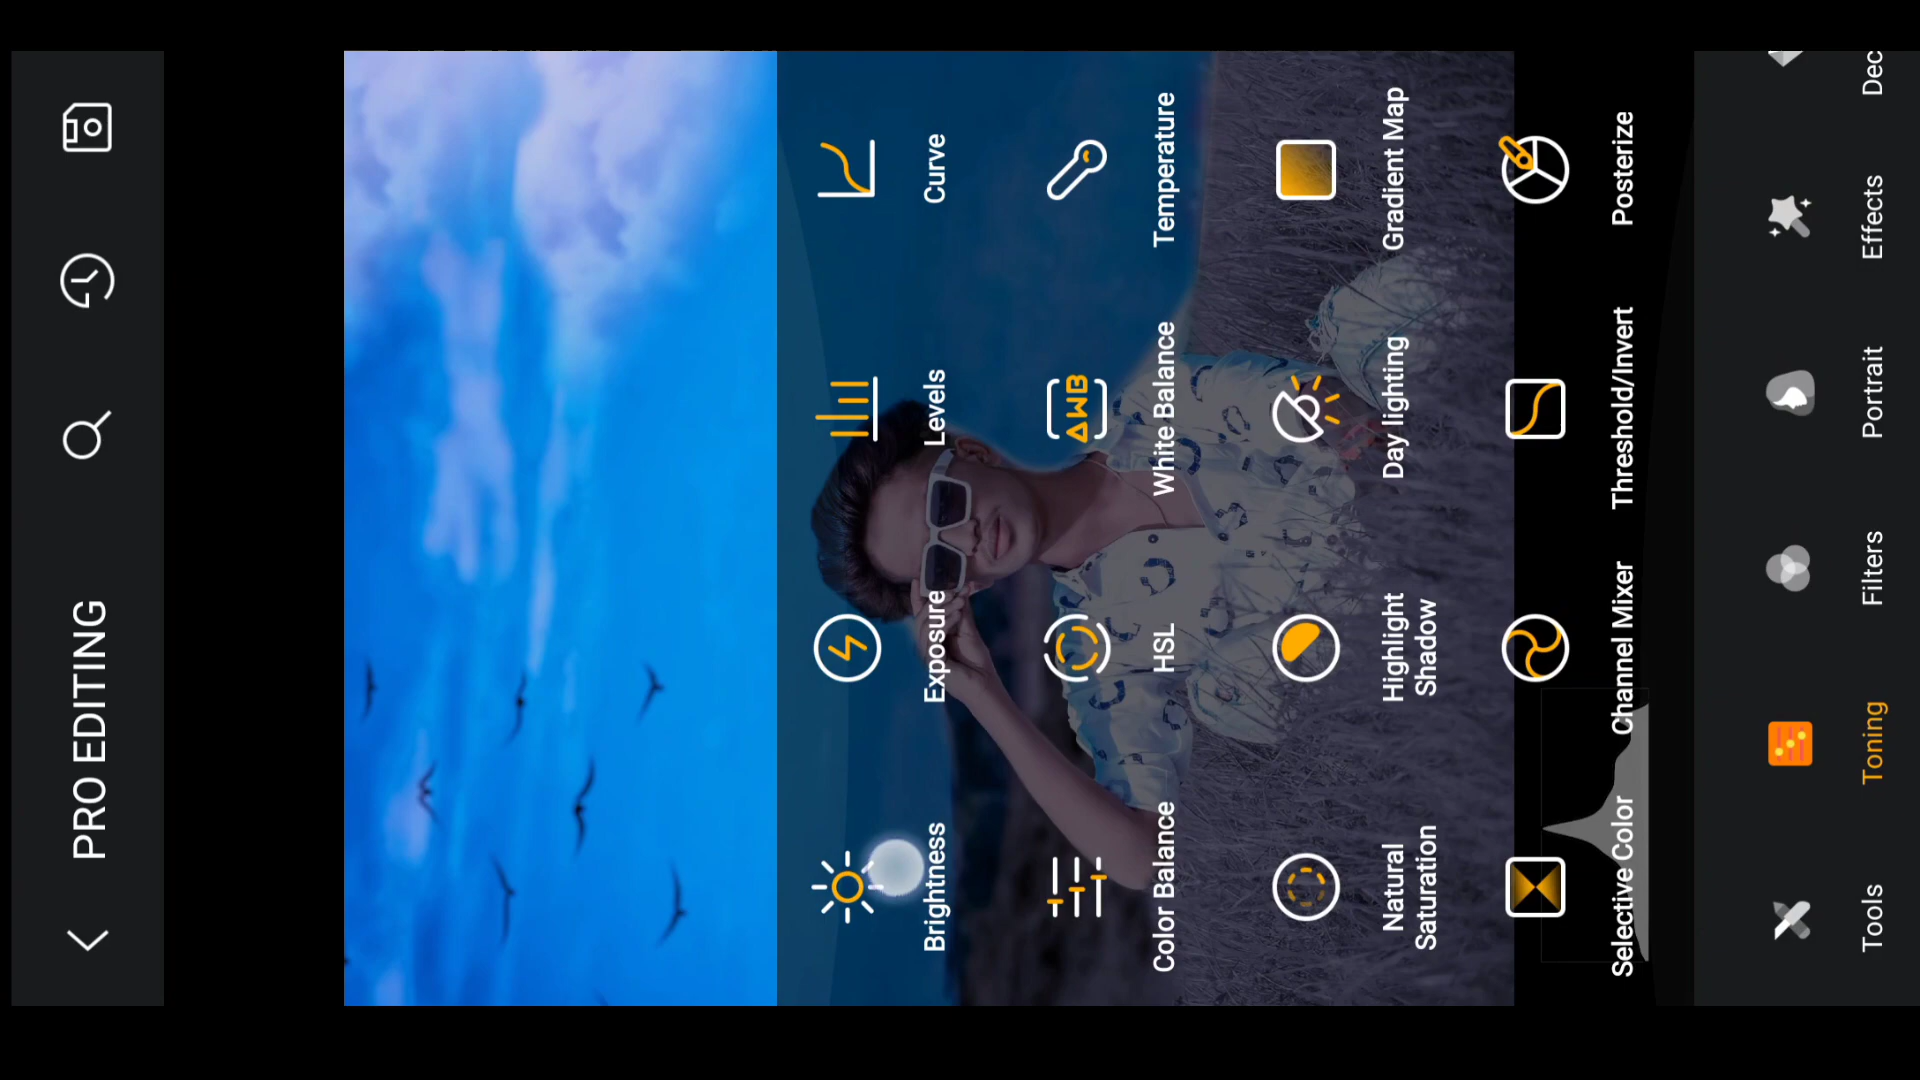 PRO EDITING
Brightness
Exposure
Levels
Curve
Color Balance
HSL
AWB
White Balance
Temperature
Natural
Saturation
Highlight
Shadow
Day lighting
Gradient Map
Selective Color
Channel Mixer
Threshold/Invert
Posterize
Tools
Toning
Filters
Portrait
Effects
Dec